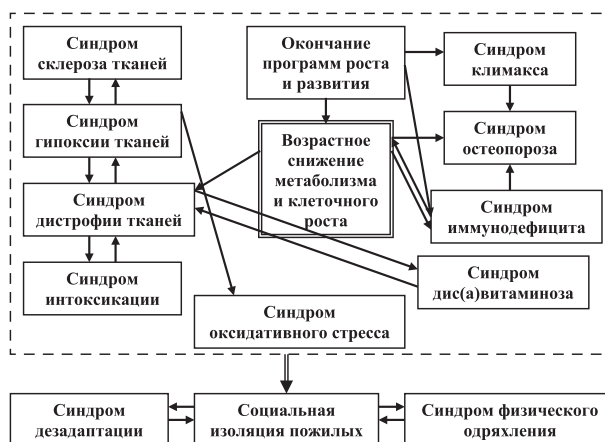 Синдром
склероза тканей
Окончание
программ роста
и развития
Синдром
климакса
Синдром
гипоксии тканей
Возрастное
снижение
метаболизма
и клеточного
роста
Синдром
остеопороза
Синдром
дистрофии тканей
Синдром
иммунодефицита
Синдром
интоксикации
Синдром
дис(а)витаминоза
Синдром
оксидативного стресса
Синдром
дезадаптации
Социальная
изоляция пожилых
Синдром физического
одряхления